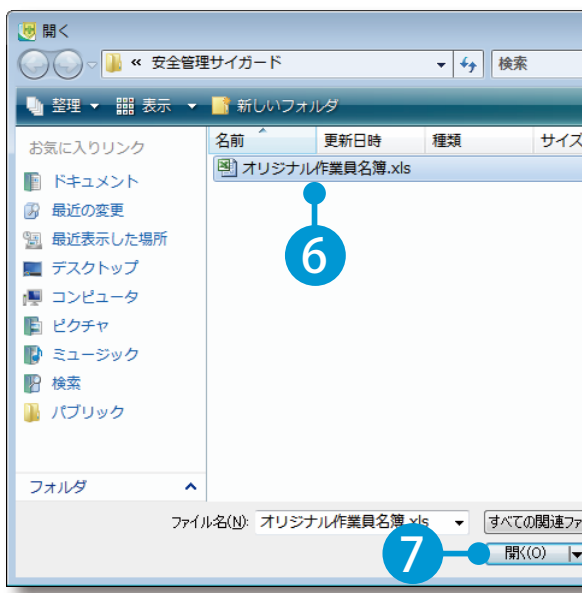 開く
« 安全管理サイガード
検索
整理 表示 新しいフォルダ
お気に入りリンク
名前 更新日時 種類 サイズ
オリジナル作業員名簿.xls
6
ドキュメント
最近の変更
最近表示した場所
デスクトップ
コンピュータ
ピクチャ
ミュージック
検索
パブリック
フォルダ
ファイル名(N): オリジナル作業員名簿.xls
すべての関連ファ
7
開く(O)